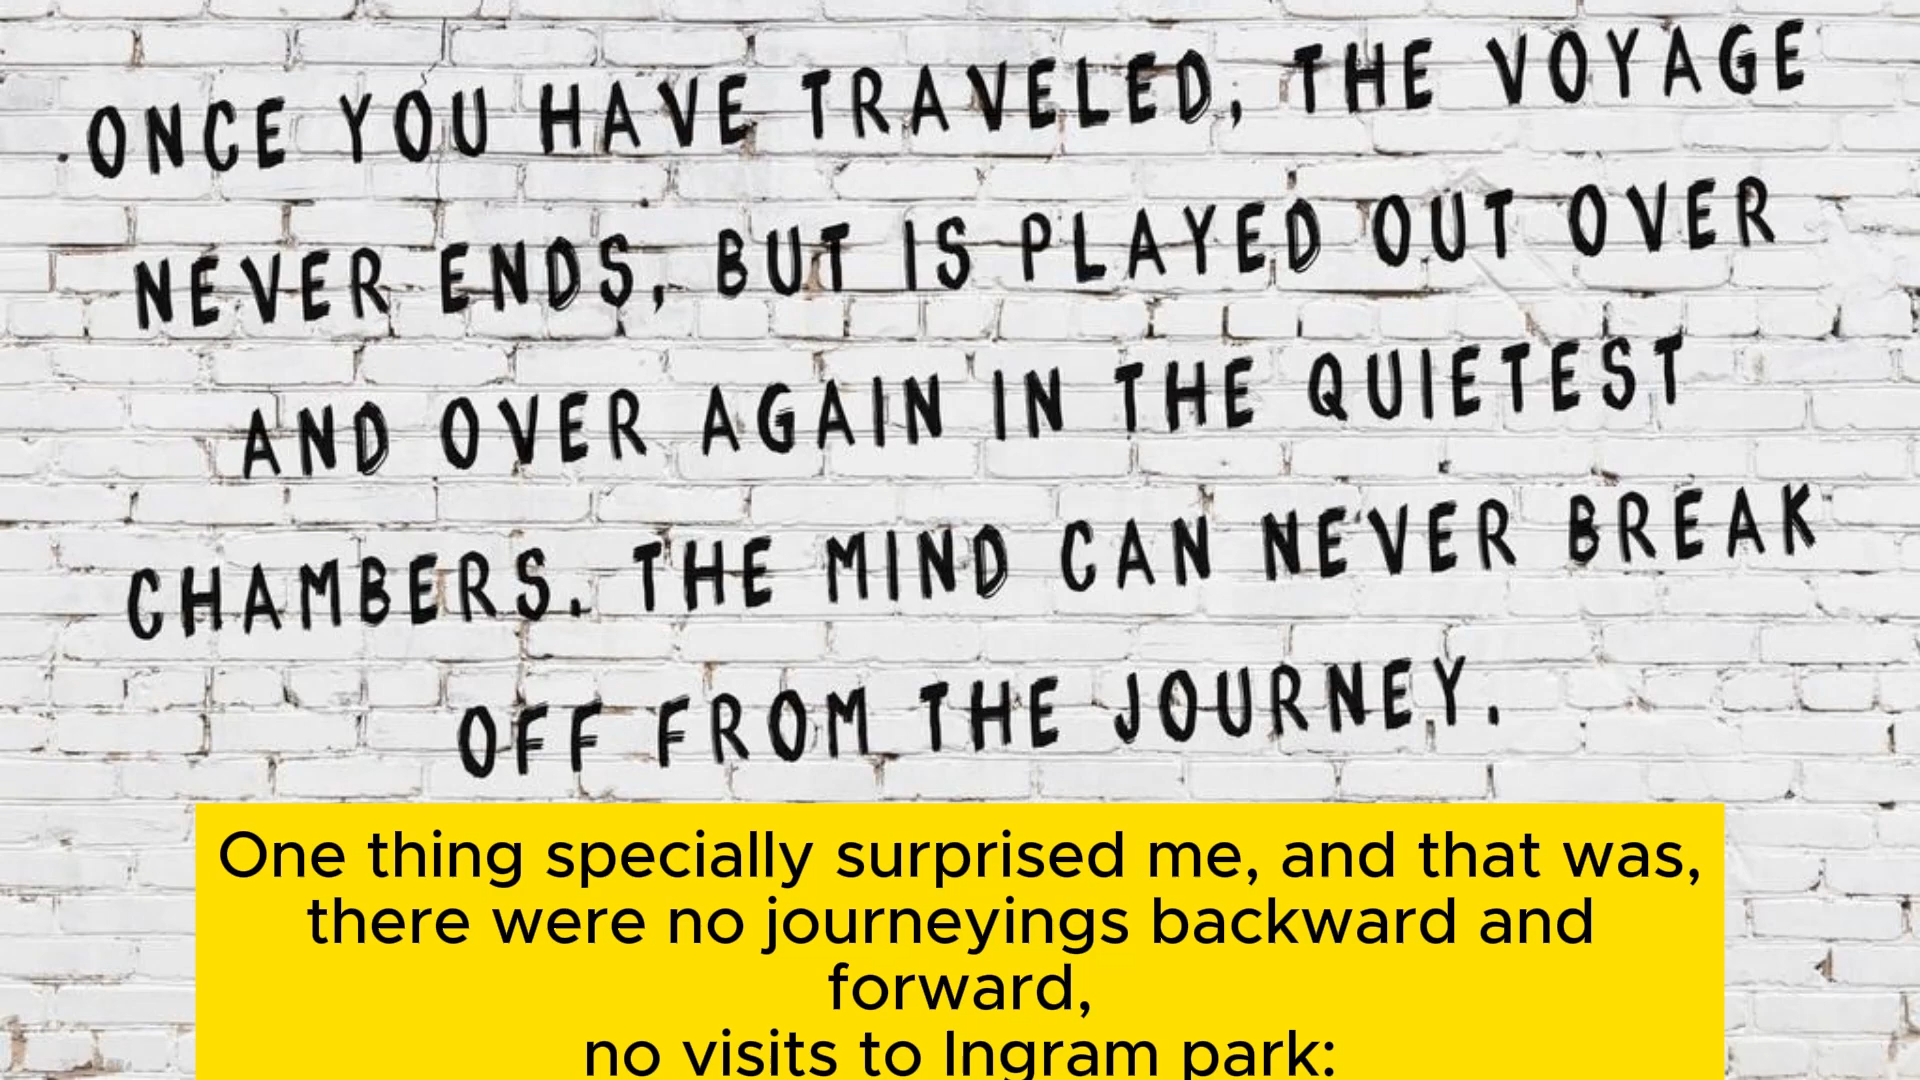 ONCE YOU HAVE TRAVELED, THE VOYAGE
NEVER ENDS, BUT IS PLAYED OUT OVER
AND OVER AGAIN IN THE QUIETEST
CHAMBERS. THE MIND CAN NEVER BREAK
OFF FROM THE JOURNEY.
One thing specially surprised me, and that was,
there were no journeyings backward and
forward,
no visits to Ingram park: